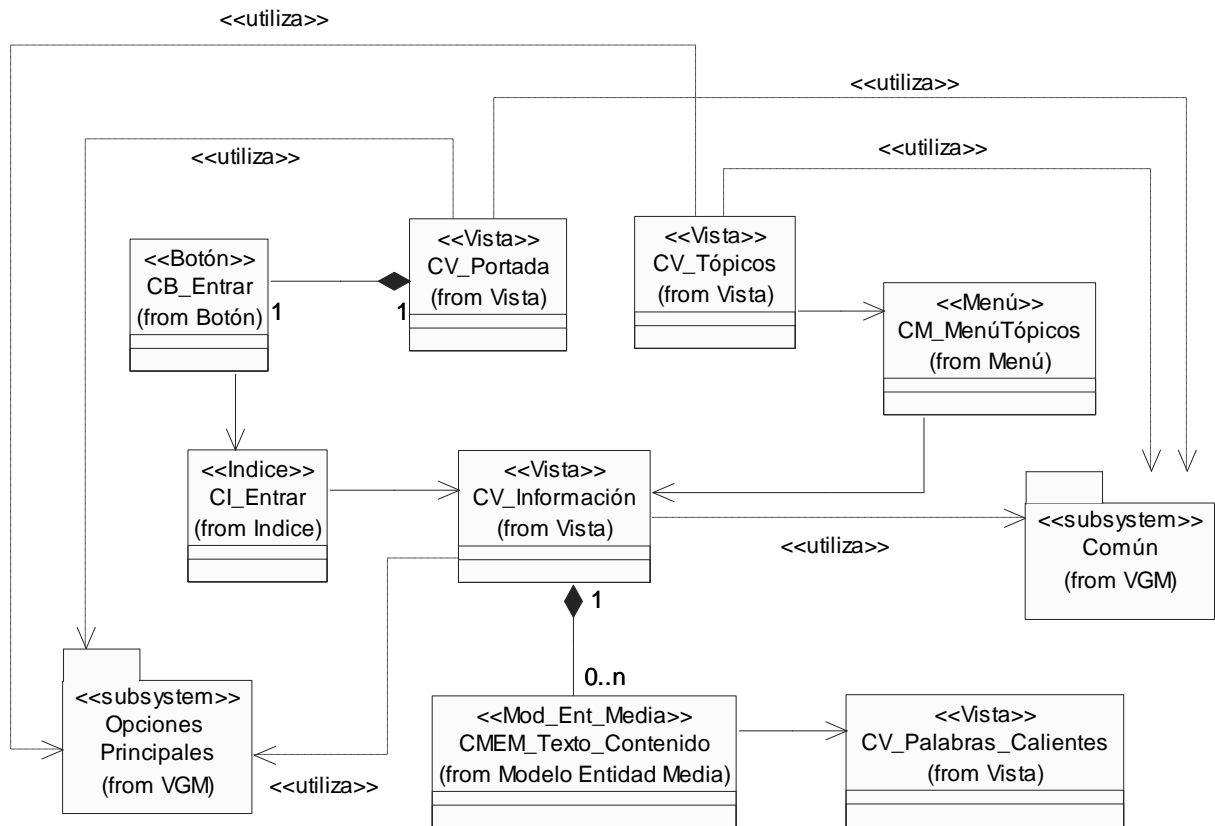 <<utiliza>>
<<utiliza>>
<<utiliza>>
<<utiliza>>
<<Botón>>
CB_Entrar
(from Botón)
1
<<Vista>>
CV_Portada
(from Vista)
1
<<Vista>>
CV_Tópicos
(from Vista)
<<Menú>>
CM_MenúTópicos
(from Menú)
<<Indice>>
CI_Entrar
(from Indice)
<<Vista>>
CV_Información
(from Vista)
<<utiliza>>
<<subsystem>>
Común
(from VGM)
1
0..n
<<subsystem>>
Opciones
Principales
(from VGM)
<<utiliza>>
<<Mod_Ent_Media>>
CMEM_Texto_Contenido
(from Modelo Entidad Media)
<<Vista>>
CV_Palabras_Calientes
(from Vista)